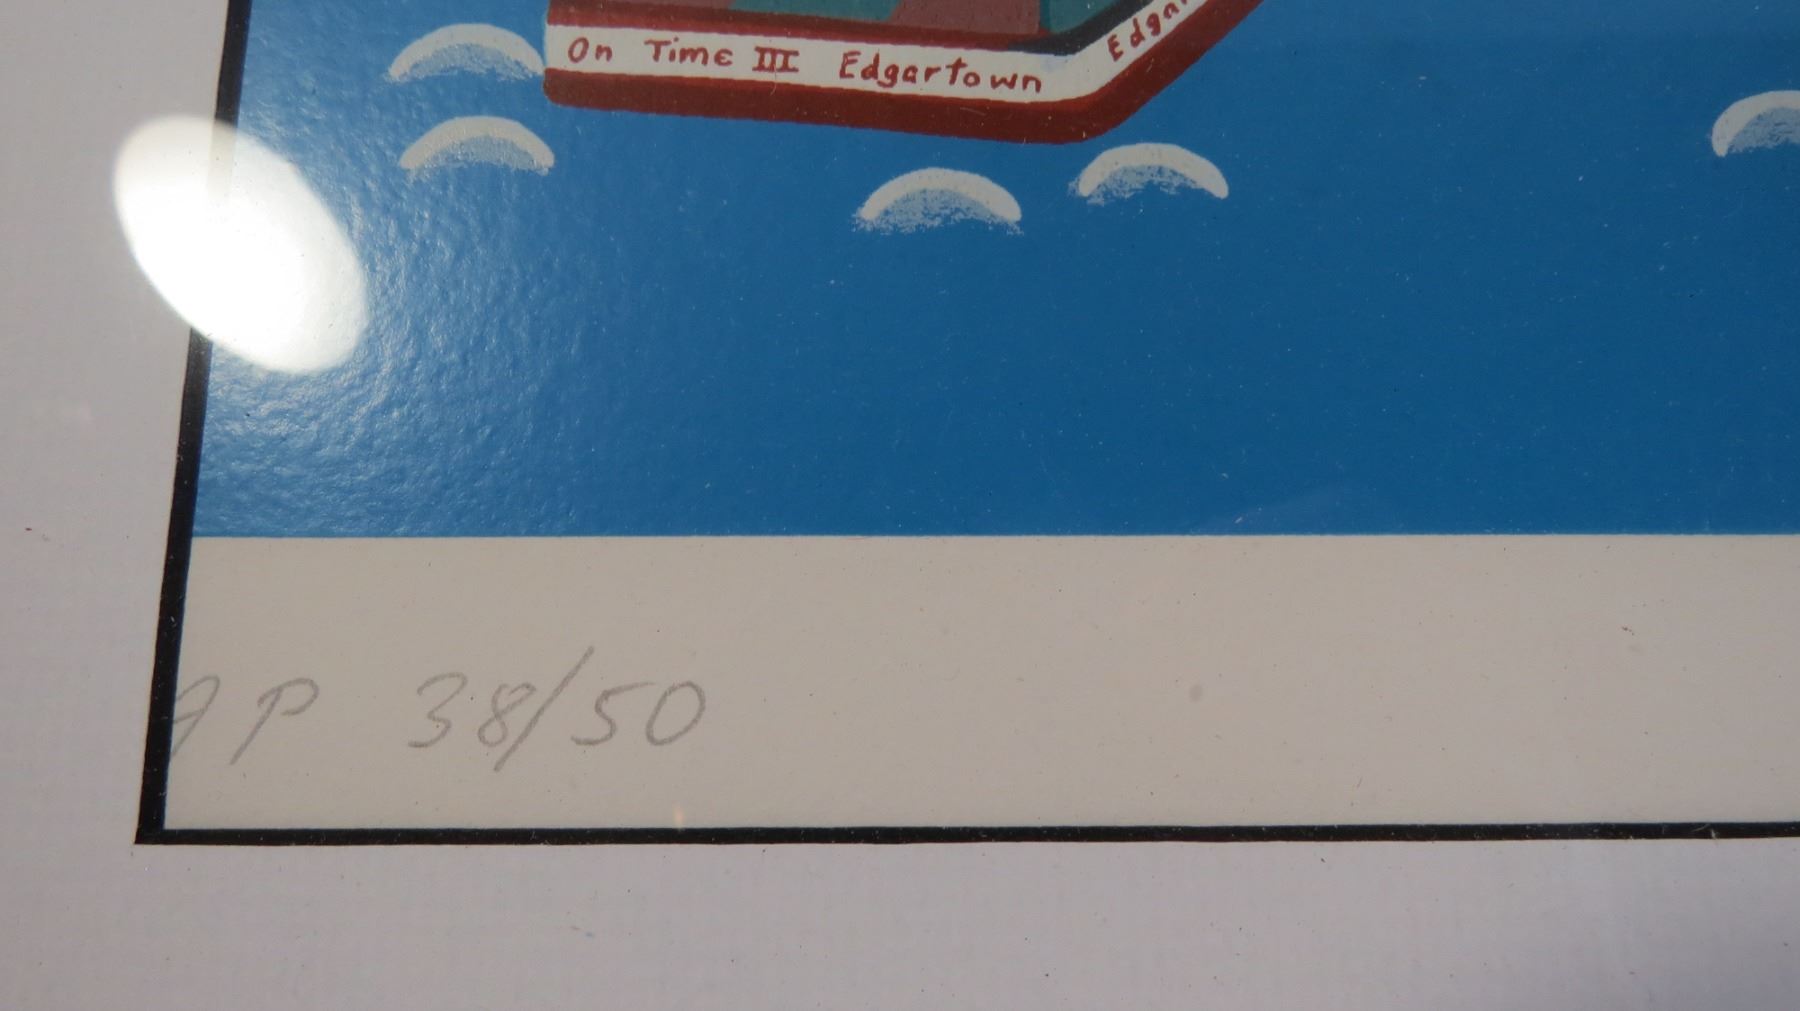 On Time III Edgartown
AP 38/50